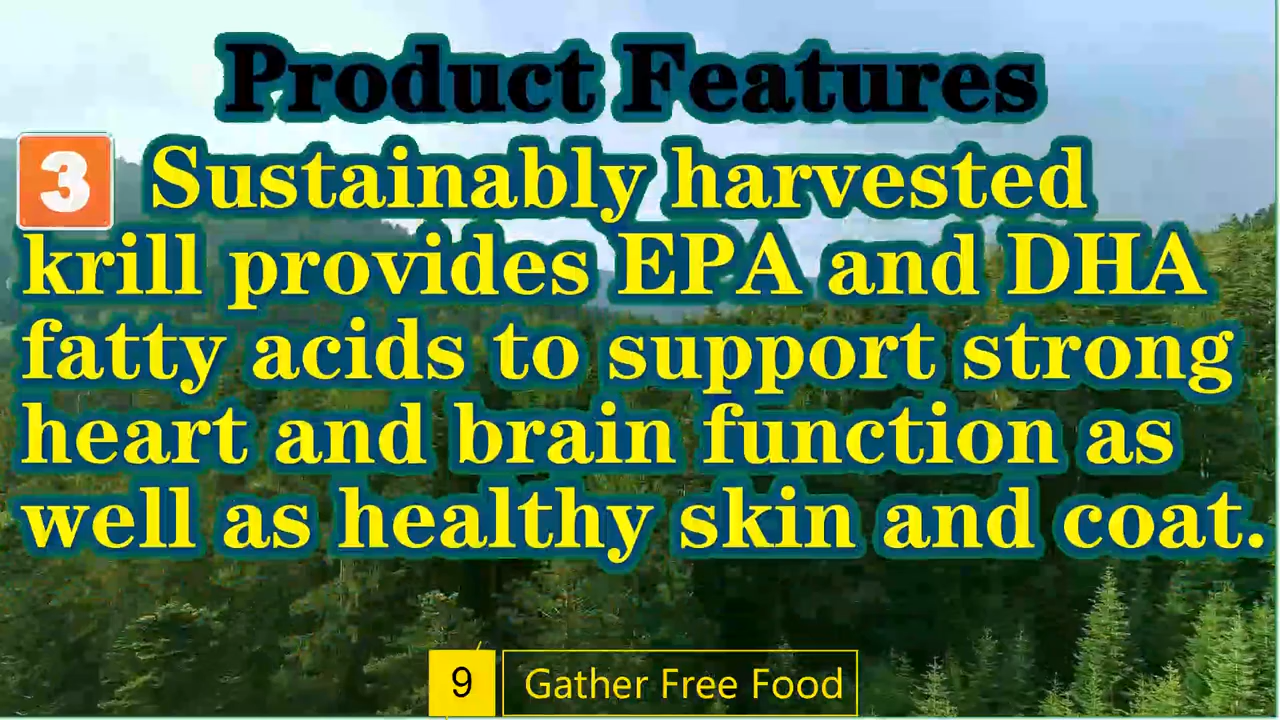 Product Features
3 Sustainably harvested
krill provides EPA and DHA
fatty acids to support strong
heart and brain function as
well as healthy skin and coat.
9 Gather Free Food